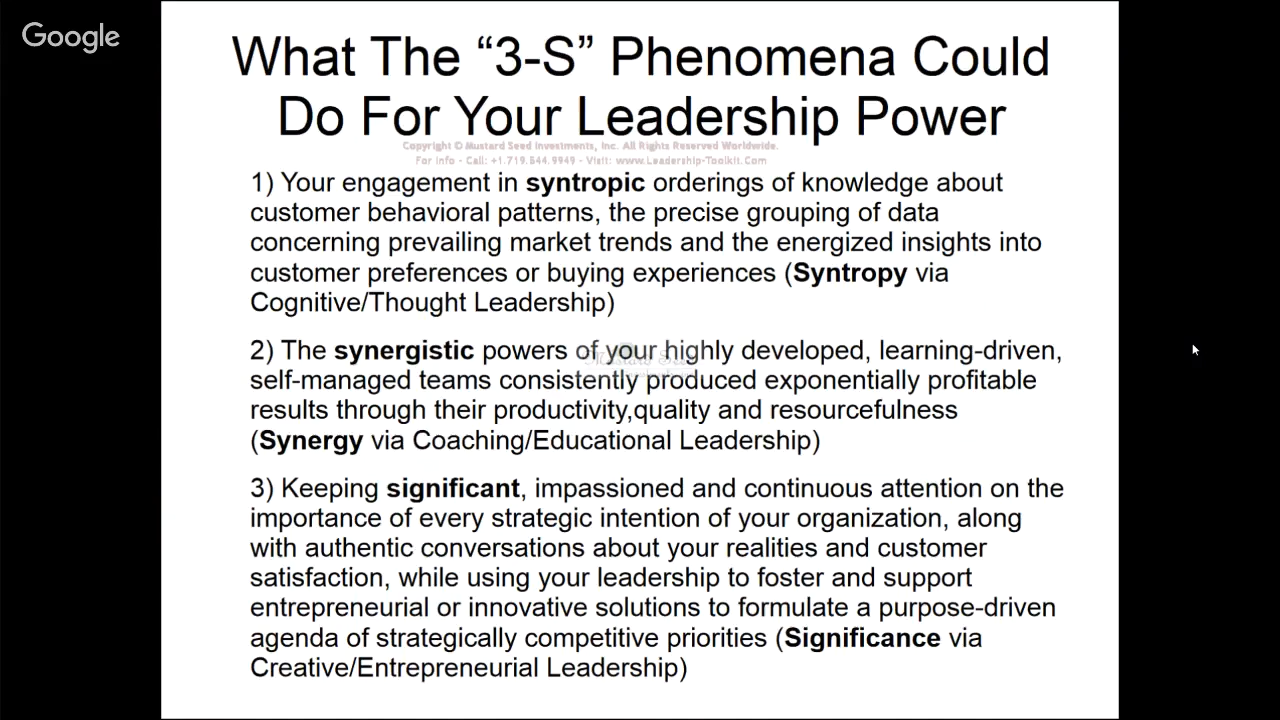 Google
What The “3-S” Phenomena Could
Do For Your Leadership Power
Copyright © Mustard Seed Investments, Inc. All Rights Reserved Worldwide.
For Info - Call: +1.719.544.9949 - Visit: www.Leadership-Toolkit.Com
1) Your engagement in syntropic orderings of knowledge about
customer behavioral patterns, the precise grouping of data
concerning prevailing market trends and the energized insights into
customer preferences or buying experiences (Syntropy via
Cognitive/Thought Leadership)
2) The synergistic powers of your highly developed, learning-driven,
self-managed teams consistently produced exponentially profitable
results through their productivity,quality and resourcefulness
(Synergy via Coaching/Educational Leadership)
3) Keeping significant, impassioned and continuous attention on the
importance of every strategic intention of your organization, along
with authentic conversations about your realities and customer
satisfaction, while using your leadership to foster and support
entrepreneurial or innovative solutions to formulate a purpose-driven
agenda of strategically competitive priorities (Significance via
Creative/Entrepreneurial Leadership)